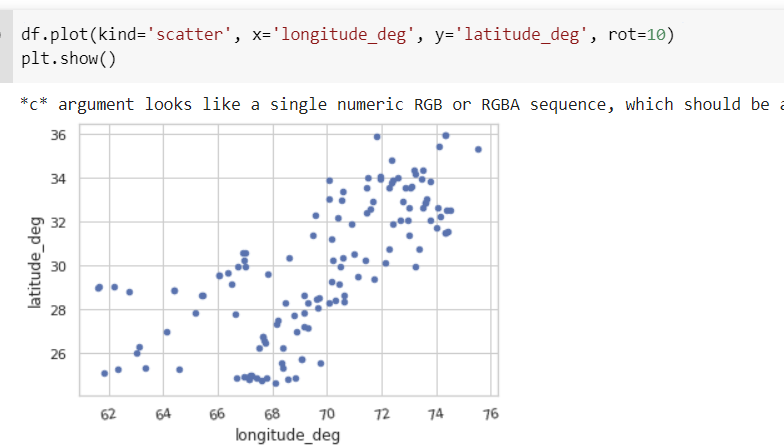 df.plot(kind='scatter', x='longitude_deg', y='latitude_deg', rot=10)
plt.show()
*c* argument looks like a single numeric RGB or RGBA sequence, which should be
36
34
32
30
28
26
latitude_deg
62 64 66 68 70 72 74 76
longitude_deg